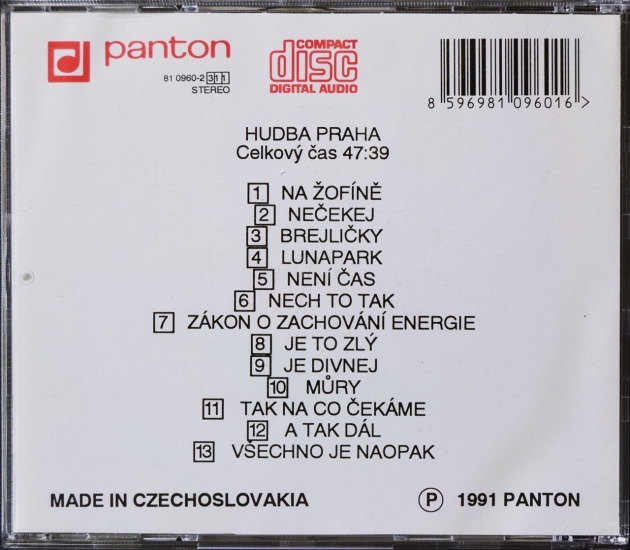 panton
81 0960-2 311
STEREO
COMPACT
disc
DIGITAL AUDIO
8 596981 096016 >
HUDBA PRAHA
Celkový čas 47:39
1 NA ŽOFÍNĚ
2 NEČEKEJ
3 BREJLIČKY
4 LUNAPARK
5 NENÍ ČAS
6 NECH TO TAK
7 ZÁKON O ZACHOVÁNÍ ENERGIE
8 JE TO ZLÝ
9 JE DIVNEJ
10 MŮRY
11 TAK NA CO ČEKÁME
12 A TAK DÁL
13 VŠECHNO JE NAOPAK
MADE IN CZECHOSLOVAKIA
Ⓟ 1991 PANTON